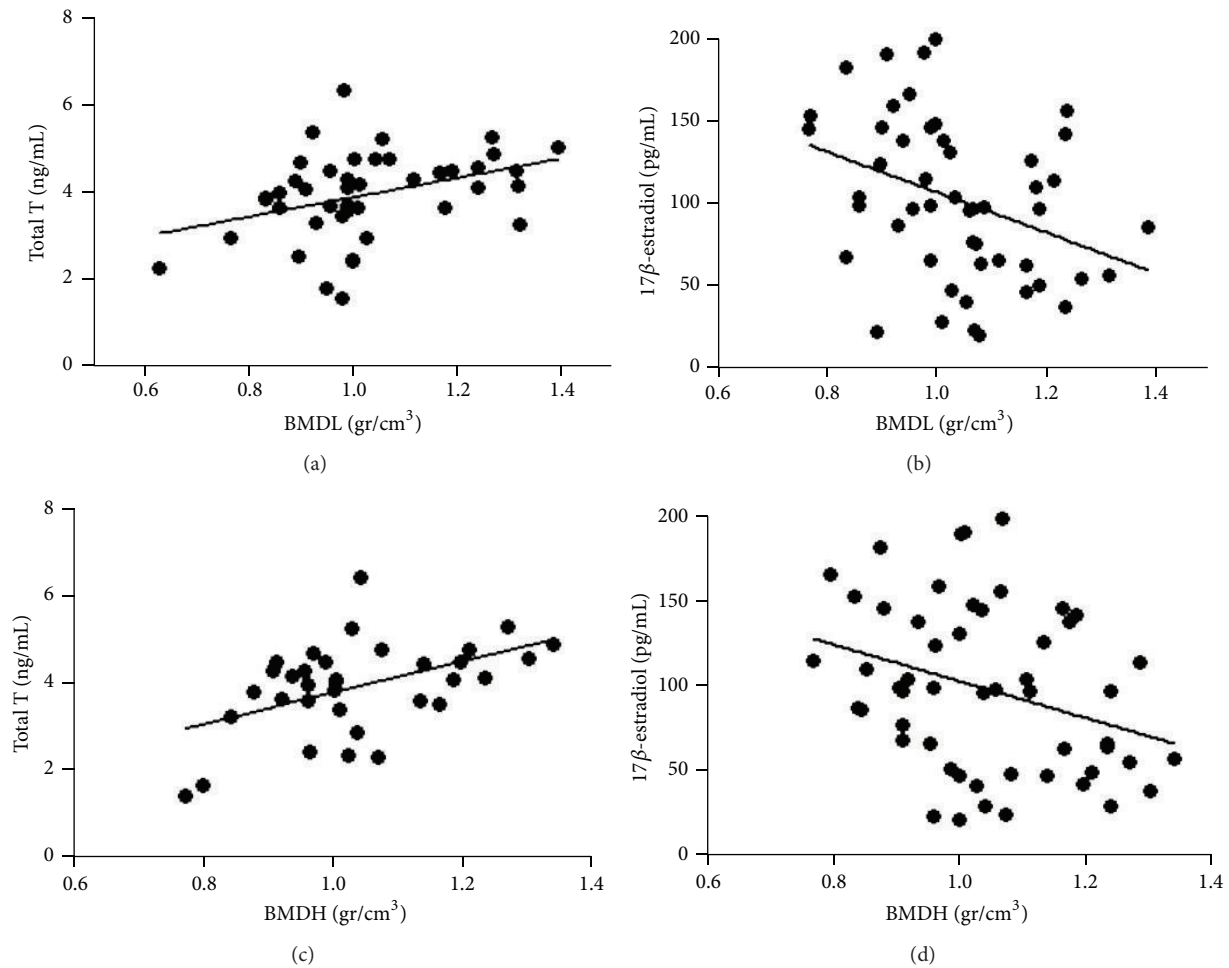 8
6
4
2
0
Total T (ng/mL)
0.6 0.8 1.0 1.2 1.4
BMDL (gr/cm³)
(a)
200
150
100
50
0
17β-estradiol (pg/mL)
0.6 0.8 1.0 1.2 1.4
BMDL (gr/cm³)
(b)
8
6
4
2
0
Total T (ng/mL)
0.6 0.8 1.0 1.2 1.4
BMDH (gr/cm³)
(c)
200
150
100
50
0
17β-estradiol (pg/mL)
0.6 0.8 1.0 1.2 1.4
BMDH (gr/cm³)
(d)